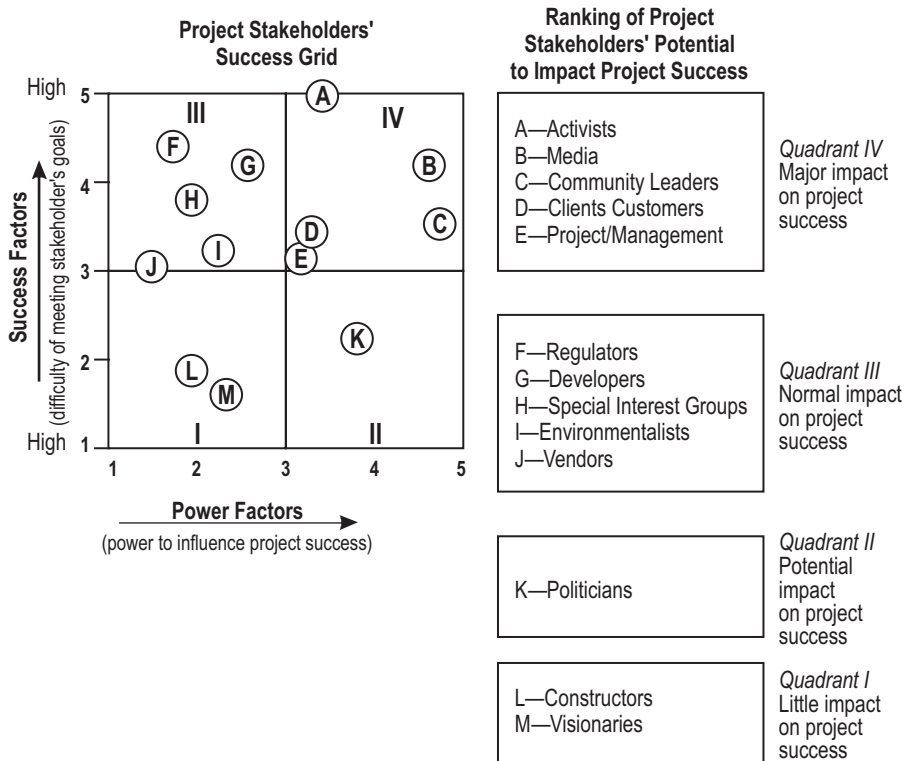 Project Stakeholders'
Success Grid
High
5
4
3
2
High
1
Success Factors
(difficulty of meeting stakeholder's goals)
III
IV
A
F
G
B
H
C
D
I
E
J
K
L
M
I
II
1
2
3
4
5
Power Factors
(power to influence project success)
Ranking of Project
Stakeholders' Potential
to Impact Project Success
A—Activists
B—Media
C—Community Leaders
D—Clients Customers
E—Project/Management
Quadrant IV
Major impact
on project
success
F—Regulators
G—Developers
H—Special Interest Groups
I—Environmentalists
J—Vendors
Quadrant III
Normal impact
on project
success
K—Politicians
Quadrant II
Potential
impact
on project
success
L—Constructors
M—Visionaries
Quadrant I
Little impact
on project
success